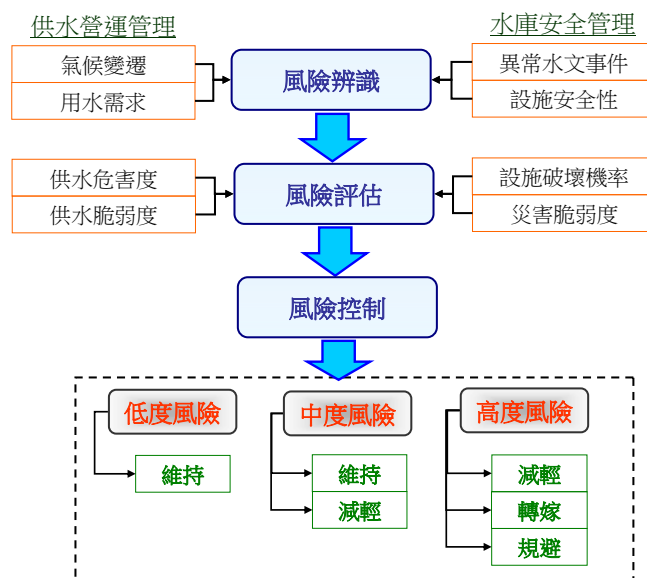 供水營運管理
水庫安全管理
氣候變遷
用水需求
風險辨識
異常水文事件
設施安全性
供水危害度
供水脆弱度
風險評估
設施破壞機率
災害脆弱度
風險控制
低度風險
中度風險
高度風險
維持
維持
減輕
減輕
轉嫁
規避